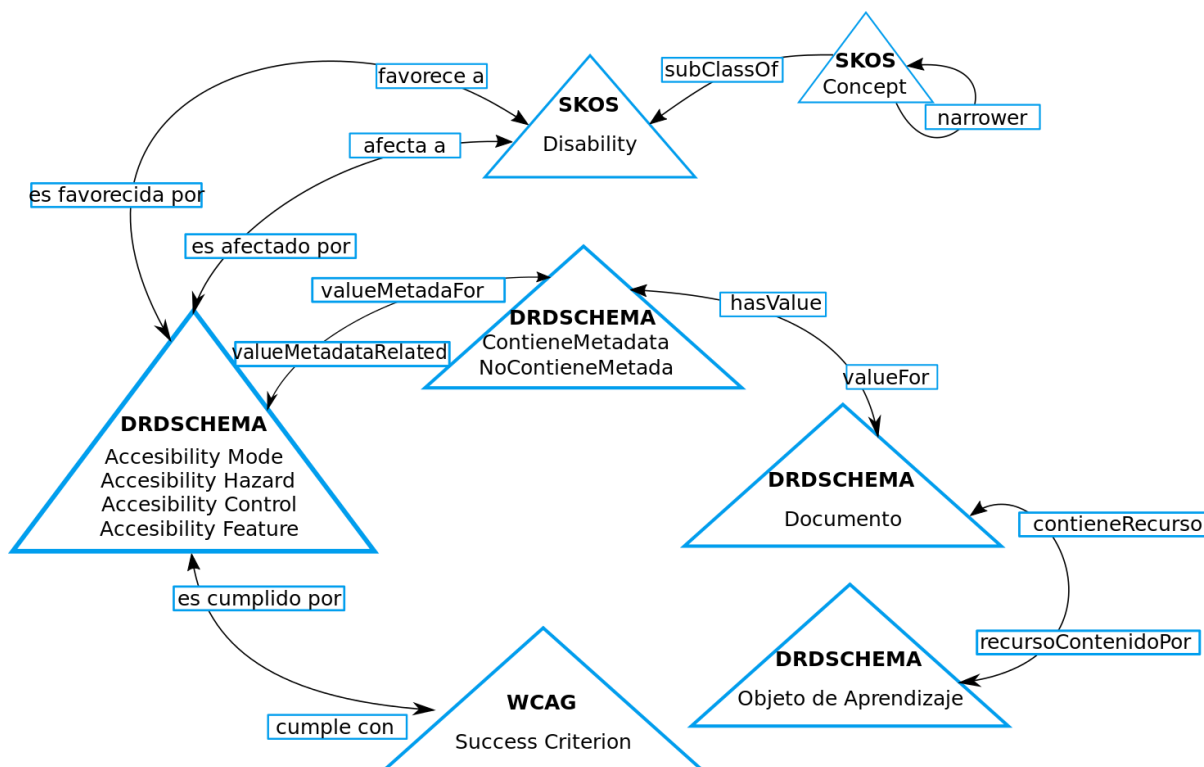 favorece a
SKOS
Disability
subClassOf
SKOS
Concept
narrower
afecta a
es favorecida por
es afectado por
valueMetadaFor
valueMetadataRelated
DRDSCHEMA
ContieneMetadata
NoContieneMetada
hasValue
valueFor
DRDSCHEMA
Accesibility Mode
Accesibility Hazard
Accesibility Control
Accesibility Feature
DRDSCHEMA
Documento
contieneRecurso
recursoContenidoPor
DRDSCHEMA
Objeto de Aprendizaje
es cumplido por
cumple con
WCAG
Success Criterion